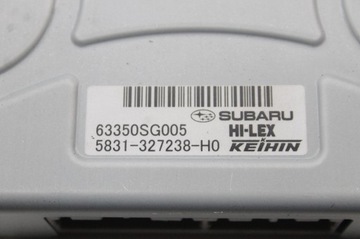 SUBARU
63350SG005 HI-LEX
5831-327238-H0 KEIHIN